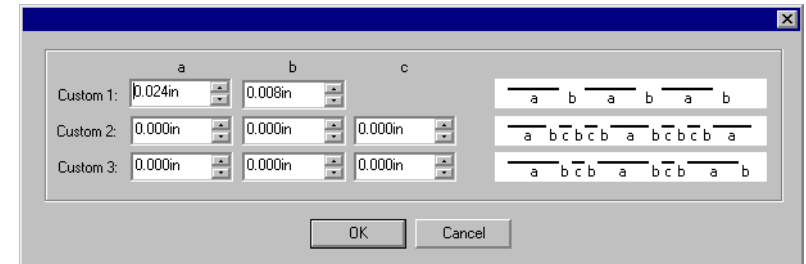 a b c
Custom 1: 0.024in 0.008in a b a b a b
Custom 2: 0.000in 0.000in 0.000in a b c b c b a b c b c b a
Custom 3: 0.000in 0.000in 0.000in a b c b a b c b a b
OK Cancel